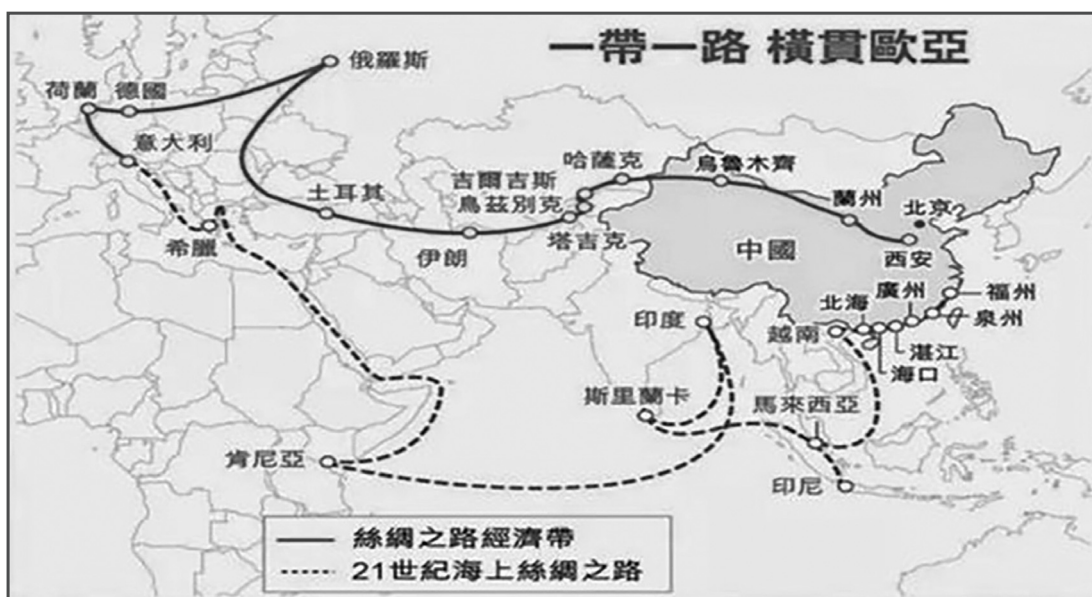 一帶一路 橫貫歐亞
俄羅斯
荷蘭
德國
意大利
哈薩克
烏魯木齊
吉爾吉斯
烏茲別克
蘭州
土耳其
北京
希臘
伊朗
塔吉克
中國
西安
廣州
福州
北海
印度
越南
泉州
湛江
海口
斯里蘭卡
馬來西亞
肯尼亞
印尼
絲綢之路經濟帶
21世紀海上絲綢之路